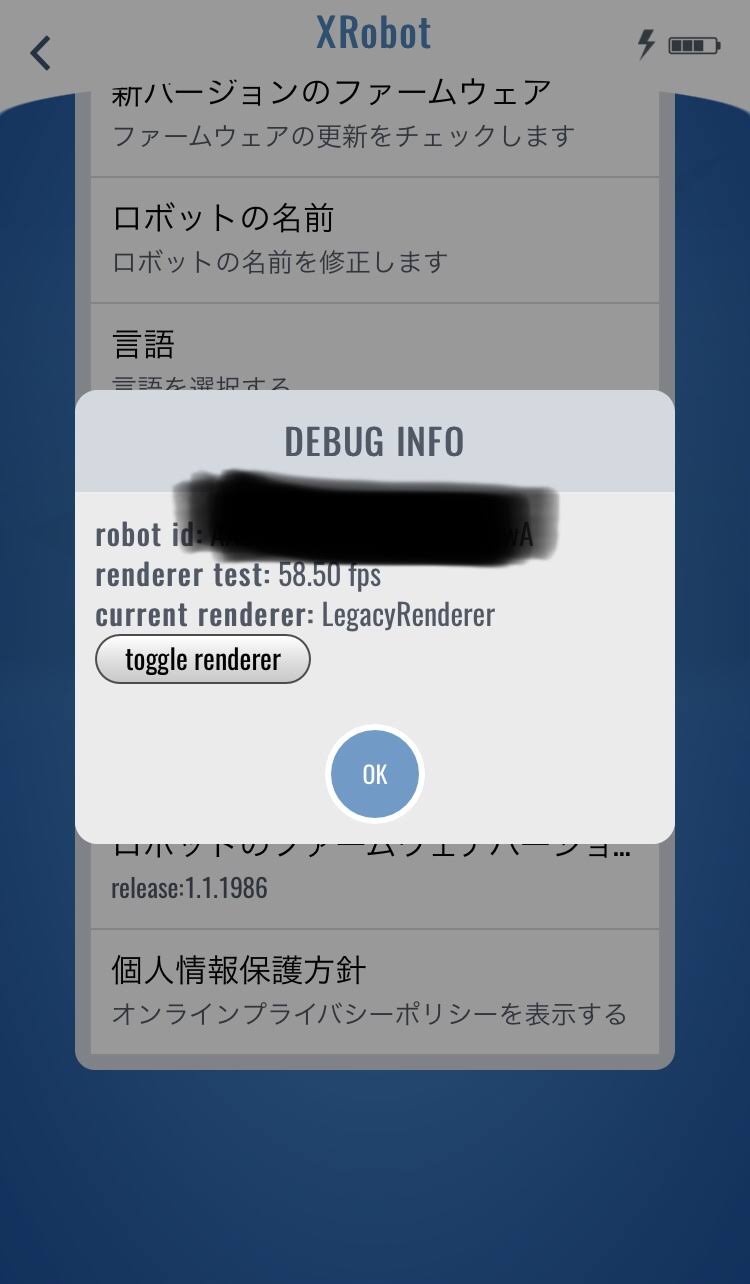 XRobot
新バージョンのファームウェア
ファームウェアの更新をチェックします
ロボットの名前
ロボットの名前を修正します
言語
言語を選択する
DEBUG INFO
robot id:
renderer test: 58.50 fps
current renderer: LegacyRenderer
toggle renderer
OK
ロボットのファームウェアバージョ...
release:1.1.1986
個人情報保護方針
オンラインプライバシーポリシーを表示する